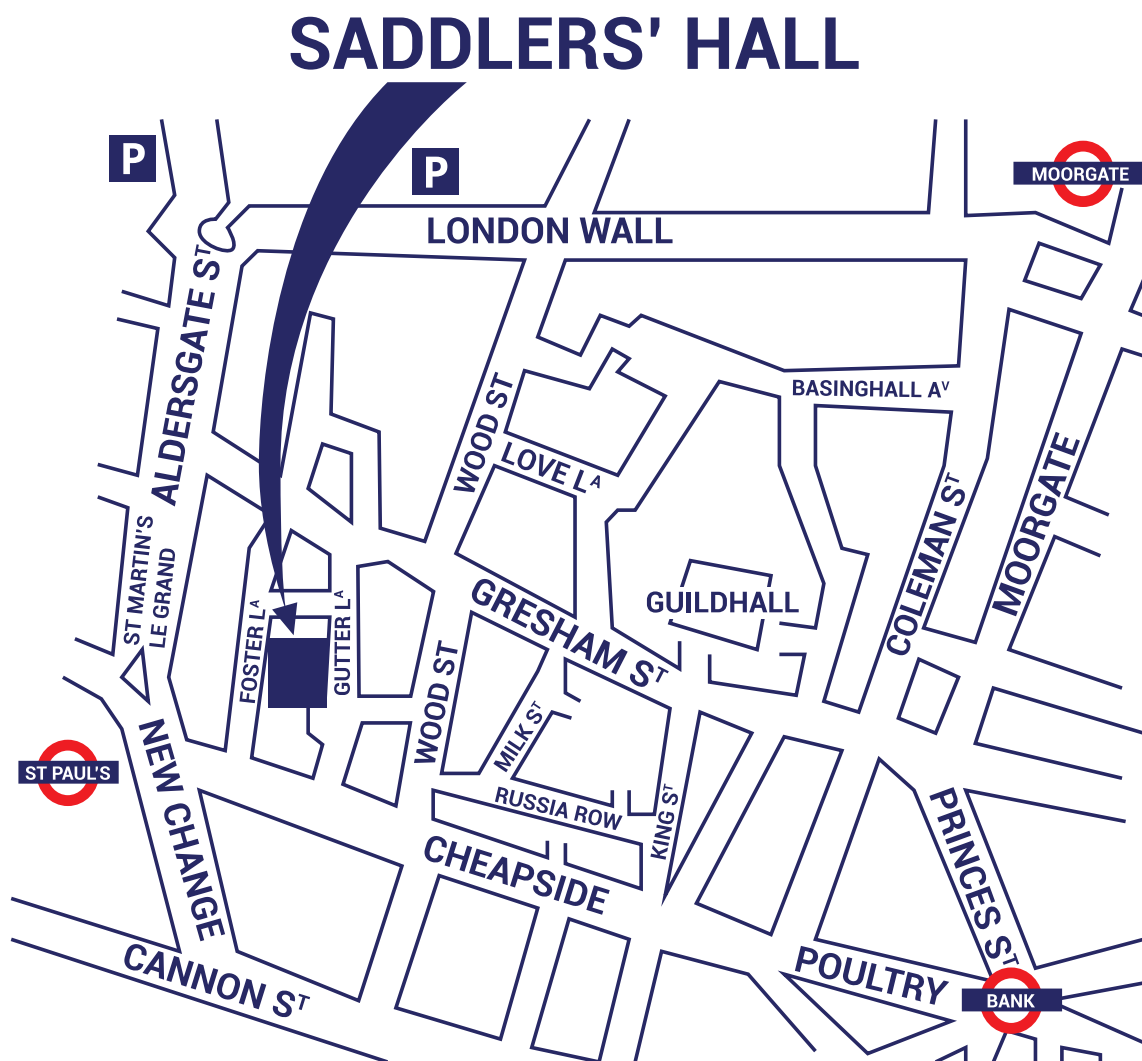 SADDLERS' HALL
P
P
MOORGATE
LONDON WALL
ALDERSGATE Sᵀ
WOOD ST
BASINGHALL Aⱽ
LOVE Lᴬ
MOORGATE
COLEMAN Sᵀ
ST MARTIN'S
LE GRAND
GRESHAM Sᵀ
GUILDHALL
FOSTER Lᴬ
GUTTER Lᴬ
WOOD ST
MILK Sᵀ
NEW CHANGE
ST PAUL'S
RUSSIA ROW
KING Sᵀ
CHEAPSIDE
PRINCES Sᵀ
CANNON Sᵀ
POULTRY
BANK